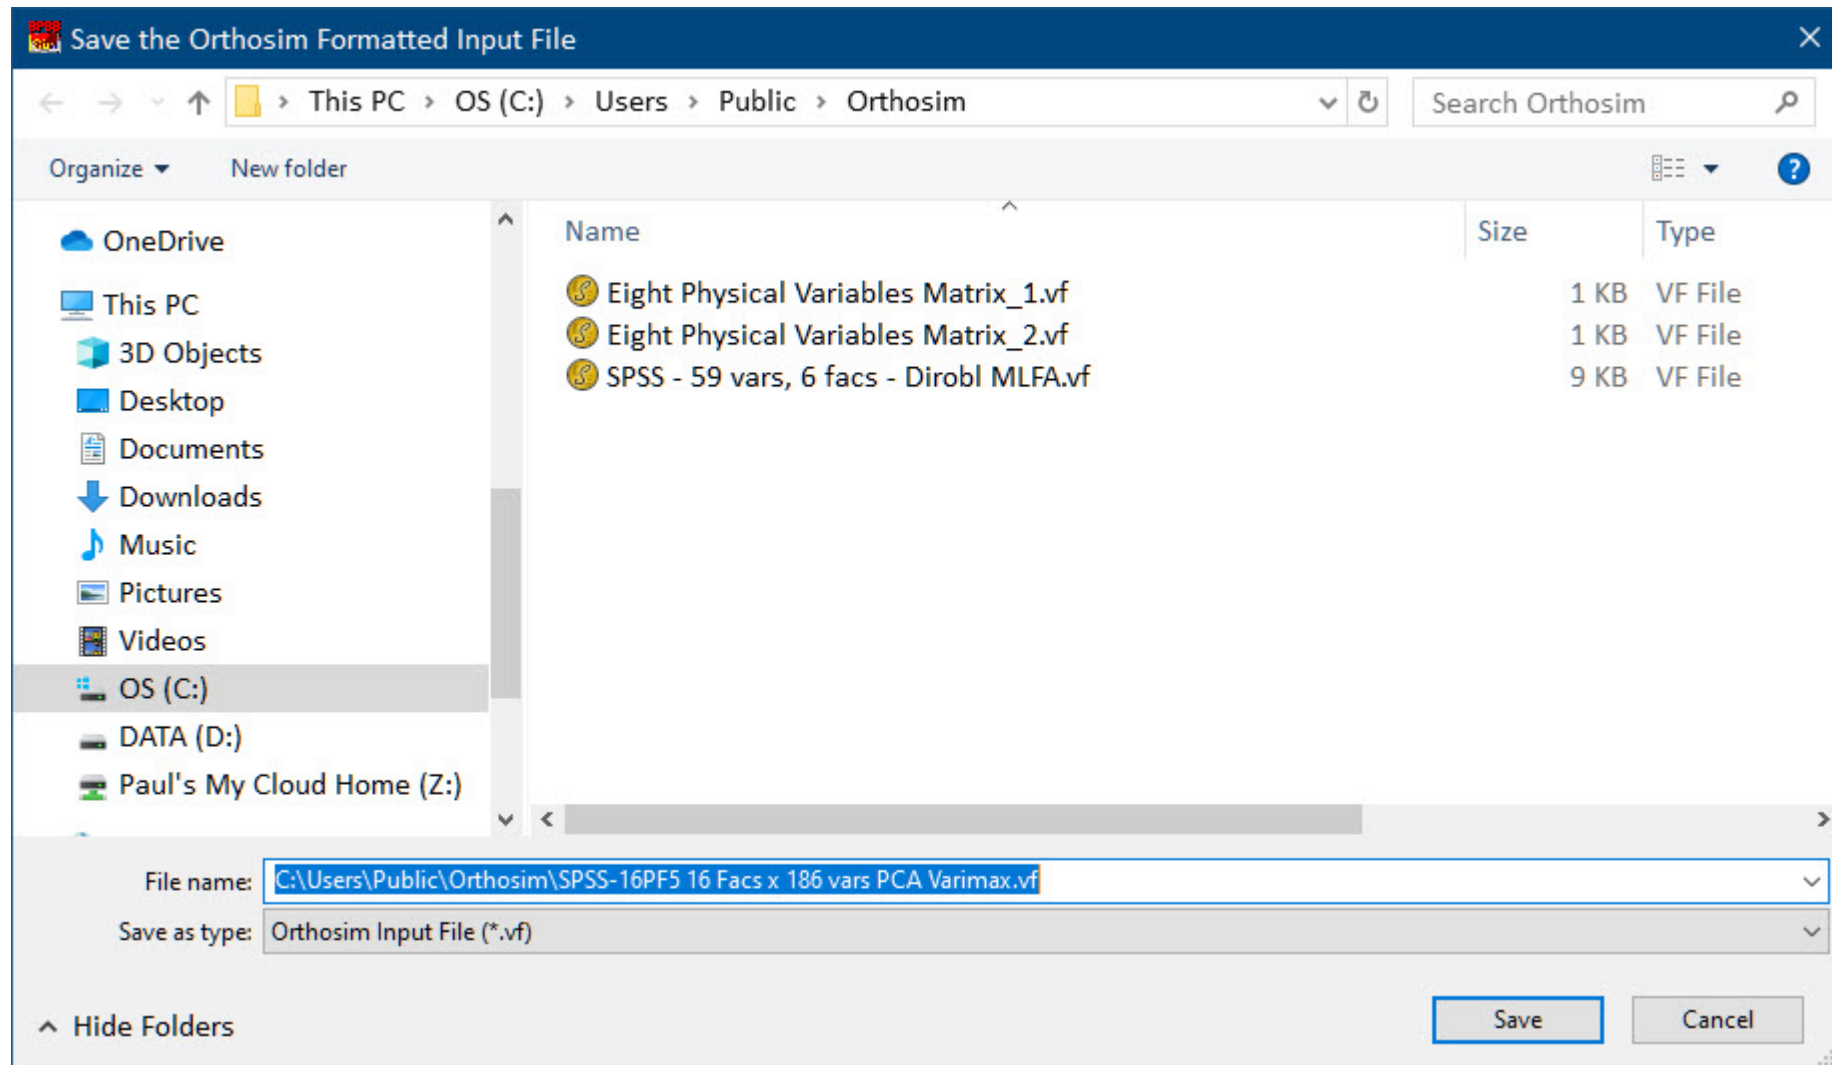 Save the Orthosim Formatted Input File
This PC > OS (C:) > Users > Public > Orthosim
Search Orthosim
Organize
New folder
Name
Size
Type
OneDrive
This PC
3D Objects
Desktop
Documents
Downloads
Music
Pictures
Videos
OS (C:)
DATA (D:)
Paul's My Cloud Home (Z:)
Eight Physical Variables Matrix_1.vf 1 KB VF File
Eight Physical Variables Matrix_2.vf 1 KB VF File
SPSS - 59 vars, 6 facs - Dirobl MLFA.vf 9 KB VF File
File name: C:\Users\Public\Orthosim\SPSS-16PF5 16 Facs x 186 vars PCA Varimax.vf
Save as type: Orthosim Input File (*.vf)
Hide Folders
Save
Cancel